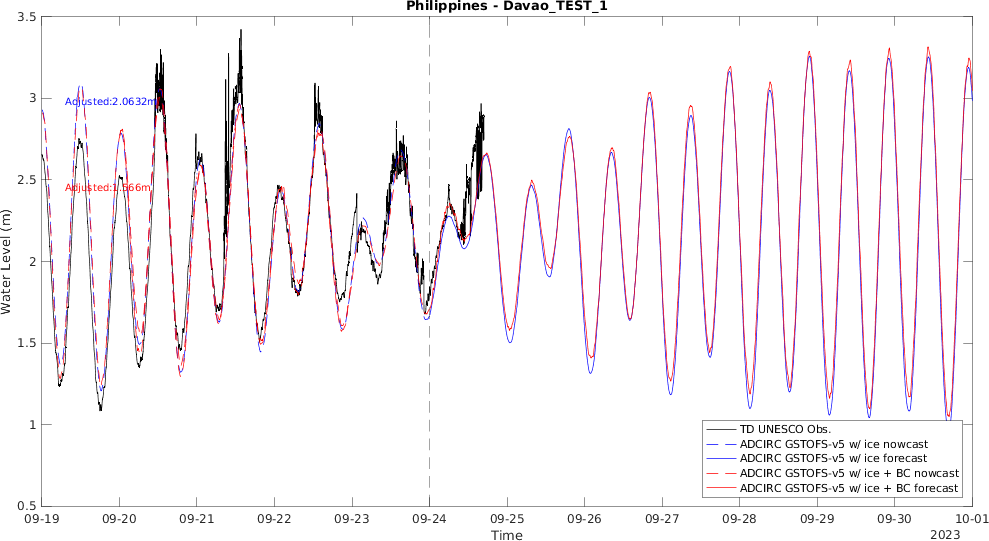 Philippines - Davao_TEST_1
3.5
3
2.5
2
1.5
1
0.5
Water Level (m)
Adjusted:2.0632m
Adjusted:1.566m
TD UNESCO Obs.
ADCIRC GSTOFS-v5 w/ ice nowcast
ADCIRC GSTOFS-v5 w/ ice forecast
ADCIRC GSTOFS-v5 w/ ice + BC nowcast
ADCIRC GSTOFS-v5 w/ ice + BC forecast
09-19 09-20 09-21 09-22 09-23 09-24 09-25 09-26 09-27 09-28 09-29 09-30 10-01
Time
2023